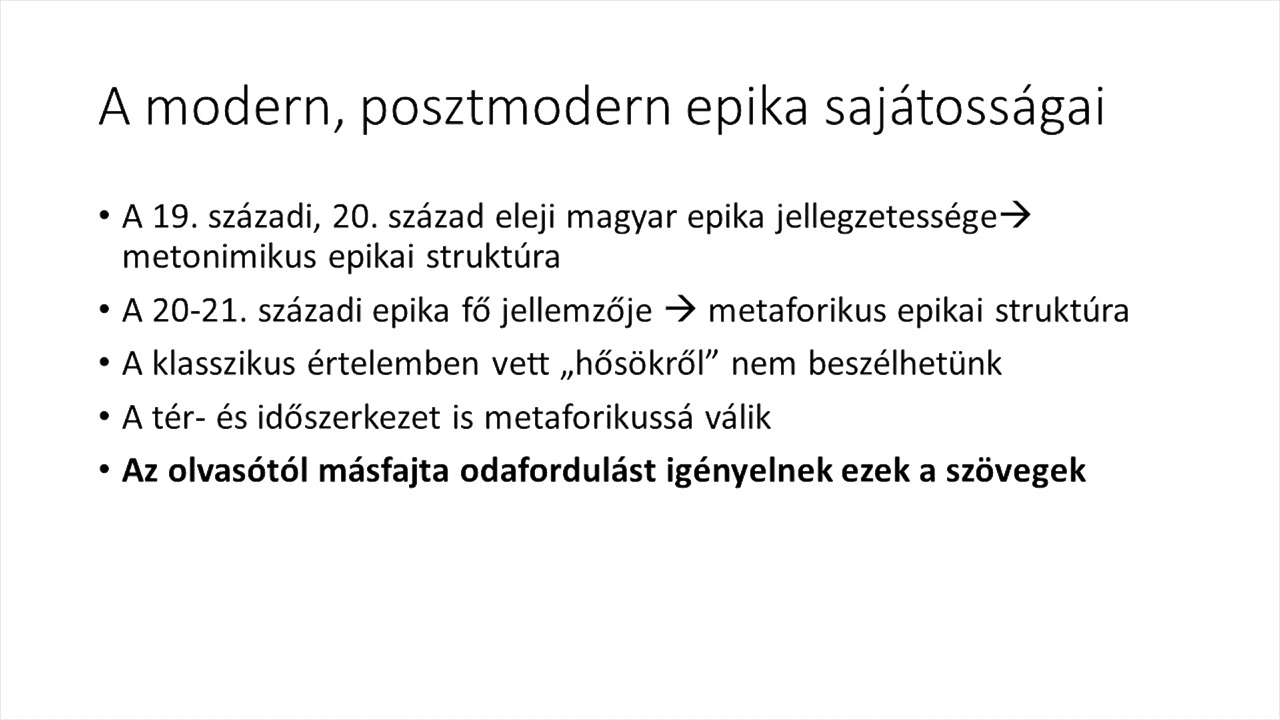 A modern, posztmodern epika sajátosságai
• A 19. századi, 20. század eleji magyar epika jellegzetessége→
metonimikus epikai struktúra
• A 20-21. századi epika fő jellemzője → metaforikus epikai struktúra
• A klasszikus értelemben vett „hősökről” nem beszélhetünk
• A tér- és időszerkezet is metaforikussá válik
• Az olvasótól másfajta odafordulást igényelnek ezek a szövegek